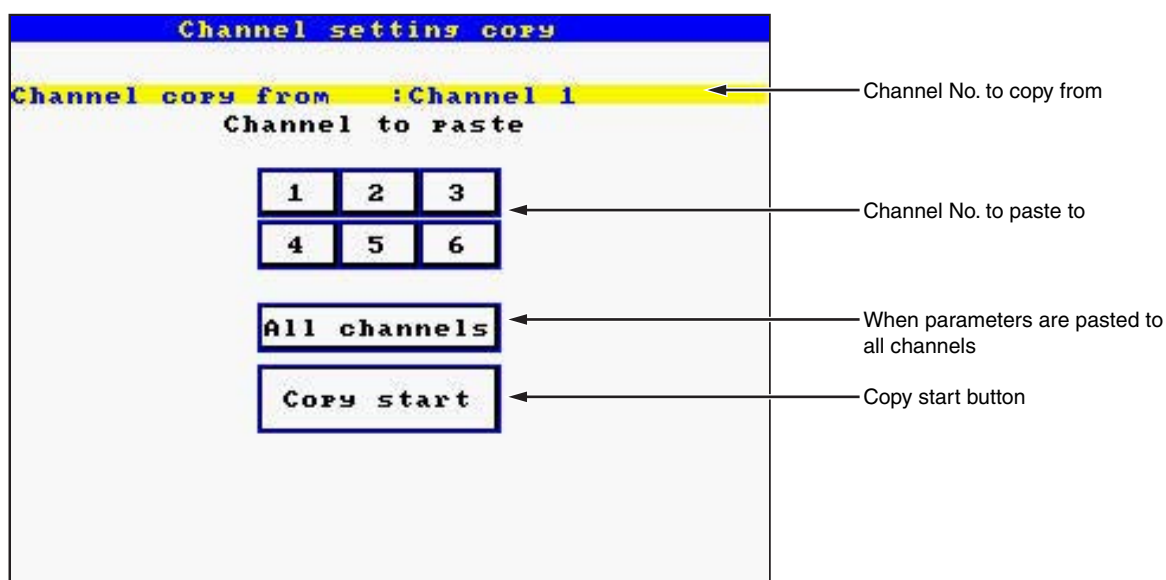 Channel setting copy
Channel copy from :Channel 1
Channel No. to copy from
Channel to paste
1 2 3
Channel No. to paste to
4 5 6
All channels
When parameters are pasted to
all channels
Copy start
Copy start button